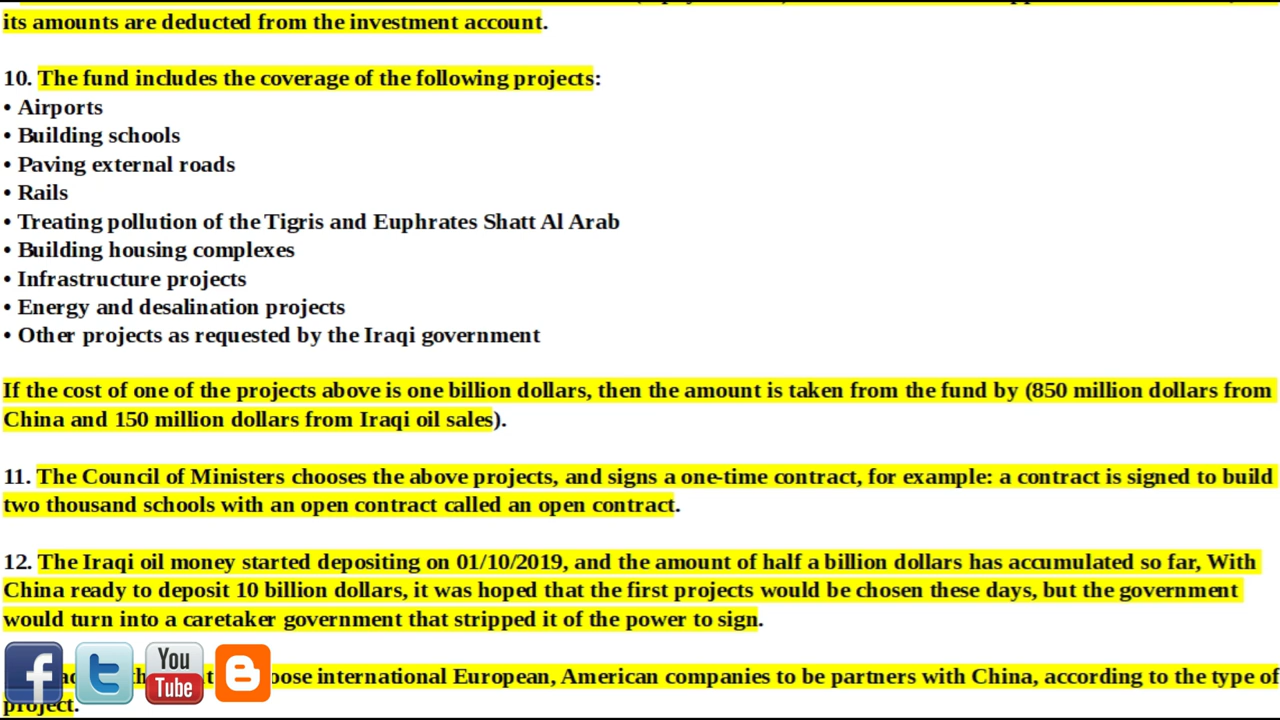 its amounts are deducted from the investment account.
10. The fund includes the coverage of the following projects:
• Airports
• Building schools
• Paving external roads
• Rails
• Treating pollution of the Tigris and Euphrates Shatt Al Arab
• Building housing complexes
• Infrastructure projects
• Energy and desalination projects
• Other projects as requested by the Iraqi government
If the cost of one of the projects above is one billion dollars, then the amount is taken from the fund by (850 million dollars from
China and 150 million dollars from Iraqi oil sales).
11. The Council of Ministers chooses the above projects, and signs a one-time contract, for example: a contract is signed to build
two thousand schools with an open contract called an open contract.
12. The Iraqi oil money started depositing on 01/10/2019, and the amount of half a billion dollars has accumulated so far, With
China ready to deposit 10 billion dollars, it was hoped that the first projects would be chosen these days, but the government
would turn into a caretaker government that stripped it of the power to sign.
international European, American companies to be partners with China, according to the type of
project.
You
Tube